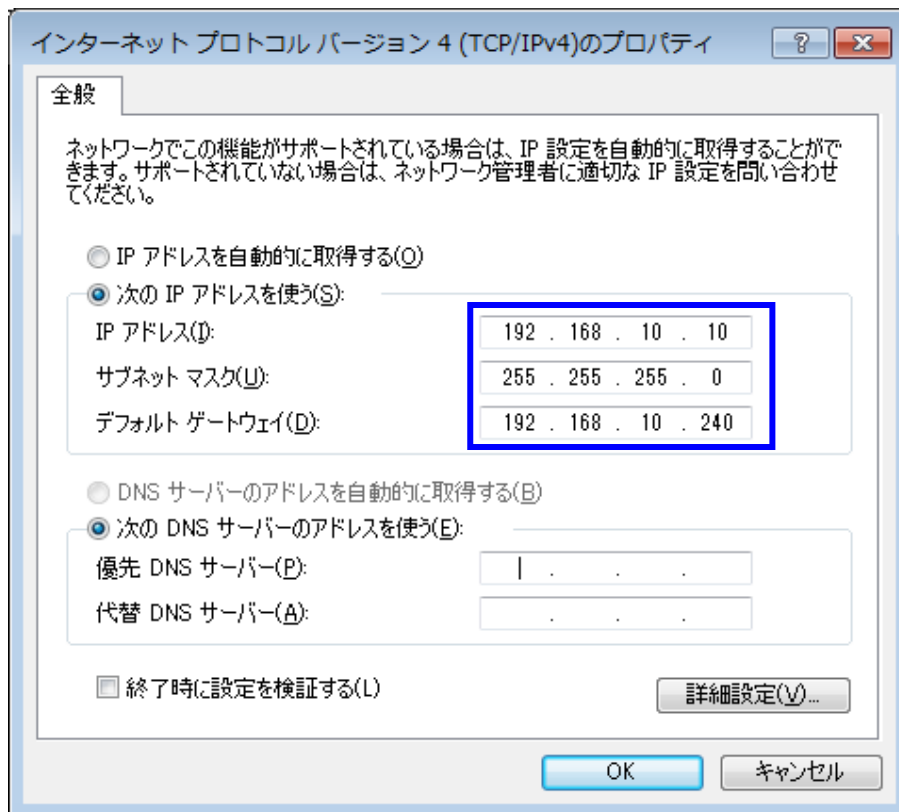 インターネット プロトコル バージョン 4 (TCP/IPv4)のプロパティ
全般
ネットワークでこの機能がサポートされている場合は、IP 設定を自動的に取得することがで
きます。サポートされていない場合は、ネットワーク管理者に適切な IP 設定を問い合わせ
てください。
IP アドレスを自動的に取得する(O)
次の IP アドレスを使う(S):
IP アドレス(I): 192 . 168 . 10 . 10
サブネット マスク(U): 255 . 255 . 255 . 0
デフォルト ゲートウェイ(D): 192 . 168 . 10 . 240
DNS サーバーのアドレスを自動的に取得する(B)
次の DNS サーバーのアドレスを使う(E):
優先 DNS サーバー(P): . . .
代替 DNS サーバー(A): . . .
終了時に設定を検証する(L)
詳細設定(V)...
OK
キャンセル